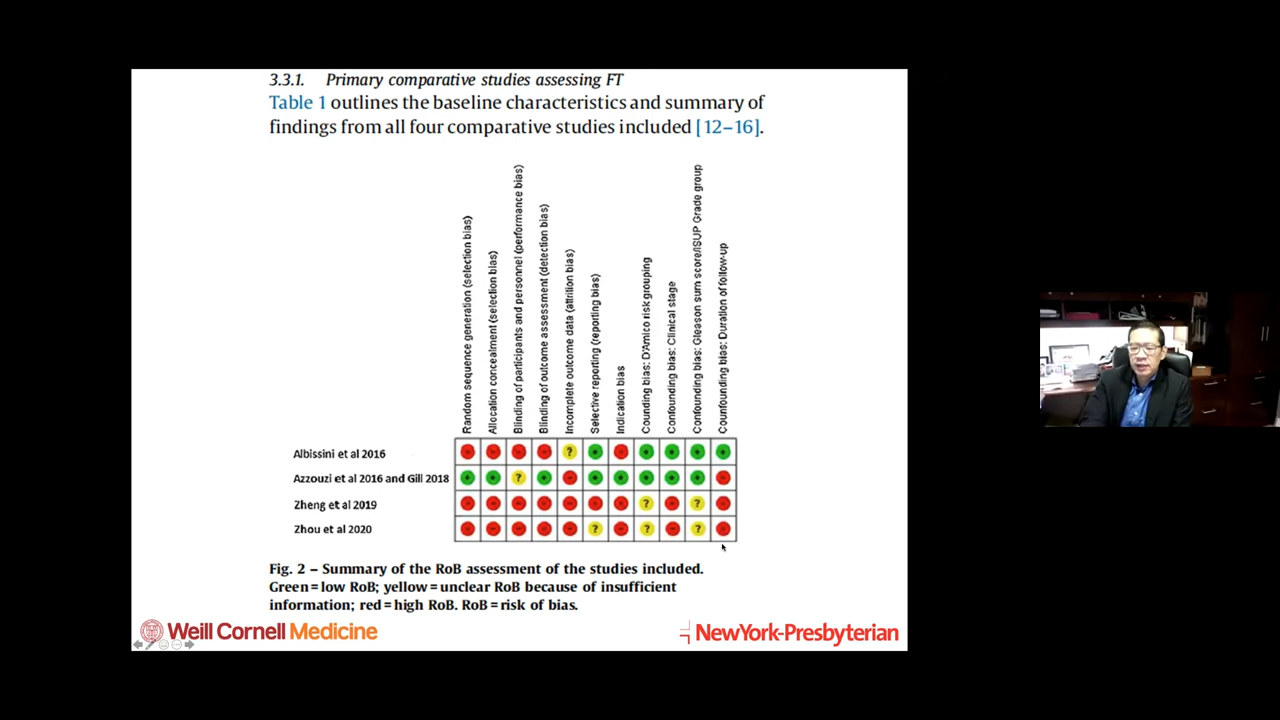 3.3.1. Primary comparative studies assessing FT
Table 1 outlines the baseline characteristics and summary of
findings from all four comparative studies included [12–16].
Random sequence generation (selection bias)
Allocation concealment (selection bias)
Blinding of participants and personnel (performance bias)
Blinding of outcome assessment (detection bias)
Incomplete outcome data (attrition bias)
Selective reporting (reporting bias)
Indication bias
Counding bias: D'Amico risk grouping
Confounding bias: Clinical stage
Confounding bias: Gleason sum score/ISUP Grade group
Counfounding bias: Duration of follow-up
Albissini et al 2016
Azzouzi et al 2016 and Gill 2018
Zheng et al 2019
Zhou et al 2020
Fig. 2 – Summary of the RoB assessment of the studies included.
Green = low RoB; yellow = unclear RoB because of insufficient
information; red = high RoB. RoB = risk of bias.
Weill Cornell Medicine
NewYork-Presbyterian